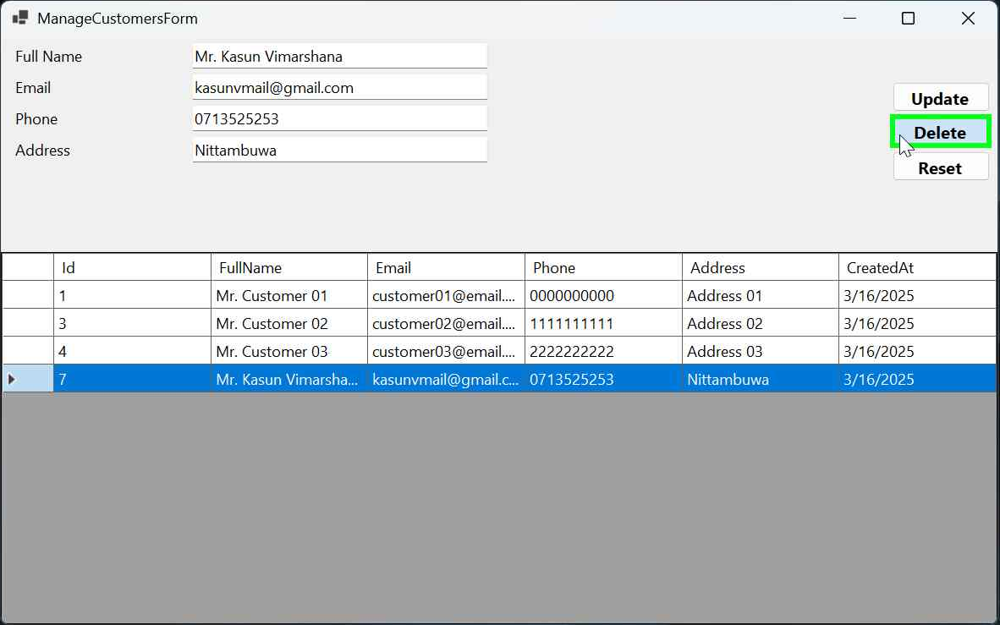 ManageCustomersForm
Full Name Mr. Kasun Vimarshana
Email kasunvmail@gmail.com
Phone 0713525253
Address Nittambuwa
Update
Delete
Reset
Id FullName Email Phone Address CreatedAt
1 Mr. Customer 01 customer01@email.... 0000000000 Address 01 3/16/2025
3 Mr. Customer 02 customer02@email.... 1111111111 Address 02 3/16/2025
4 Mr. Customer 03 customer03@email.... 2222222222 Address 03 3/16/2025
7 Mr. Kasun Vimarsha... kasunvmail@gmail.c... 0713525253 Nittambuwa 3/16/2025